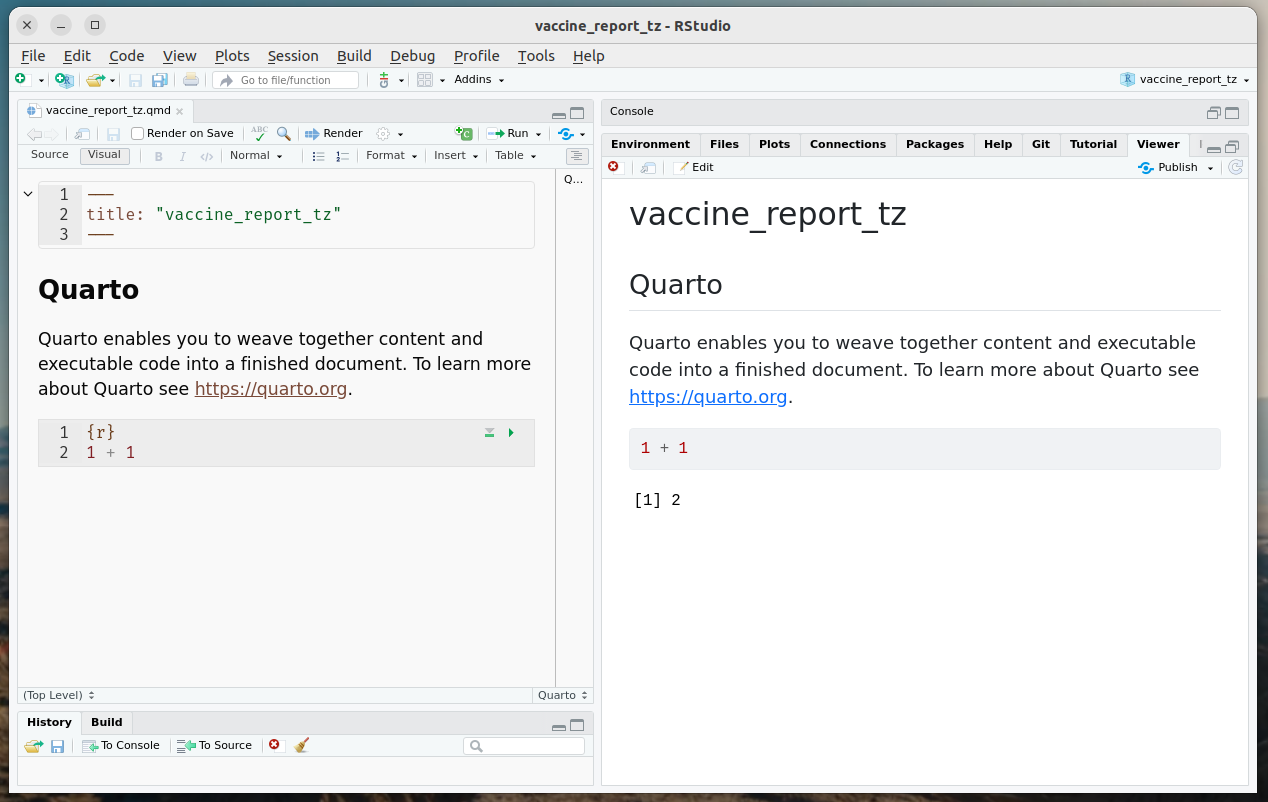 vaccine_report_tz - RStudio
File Edit Code View Plots Session Build Debug Profile Tools Help
Go to file/function Addins vaccine_report_tz
vaccine_report_tz.qmd
Render on Save ABC Render Run
Source Visual B I </> Normal Format Insert Table
Q...
1 ---
2 title: "vaccine_report_tz"
3 ---
Quarto
Quarto enables you to weave together content and
executable code into a finished document. To learn more
about Quarto see https://quarto.org.
1 {r}
2 1 + 1
(Top Level) Quarto
History Build
To Console To Source
Console
Environment Files Plots Connections Packages Help Git Tutorial Viewer
Edit Publish
vaccine_report_tz
Quarto
Quarto enables you to weave together content and executable
code into a finished document. To learn more about Quarto see
https://quarto.org.
1 + 1
[1] 2